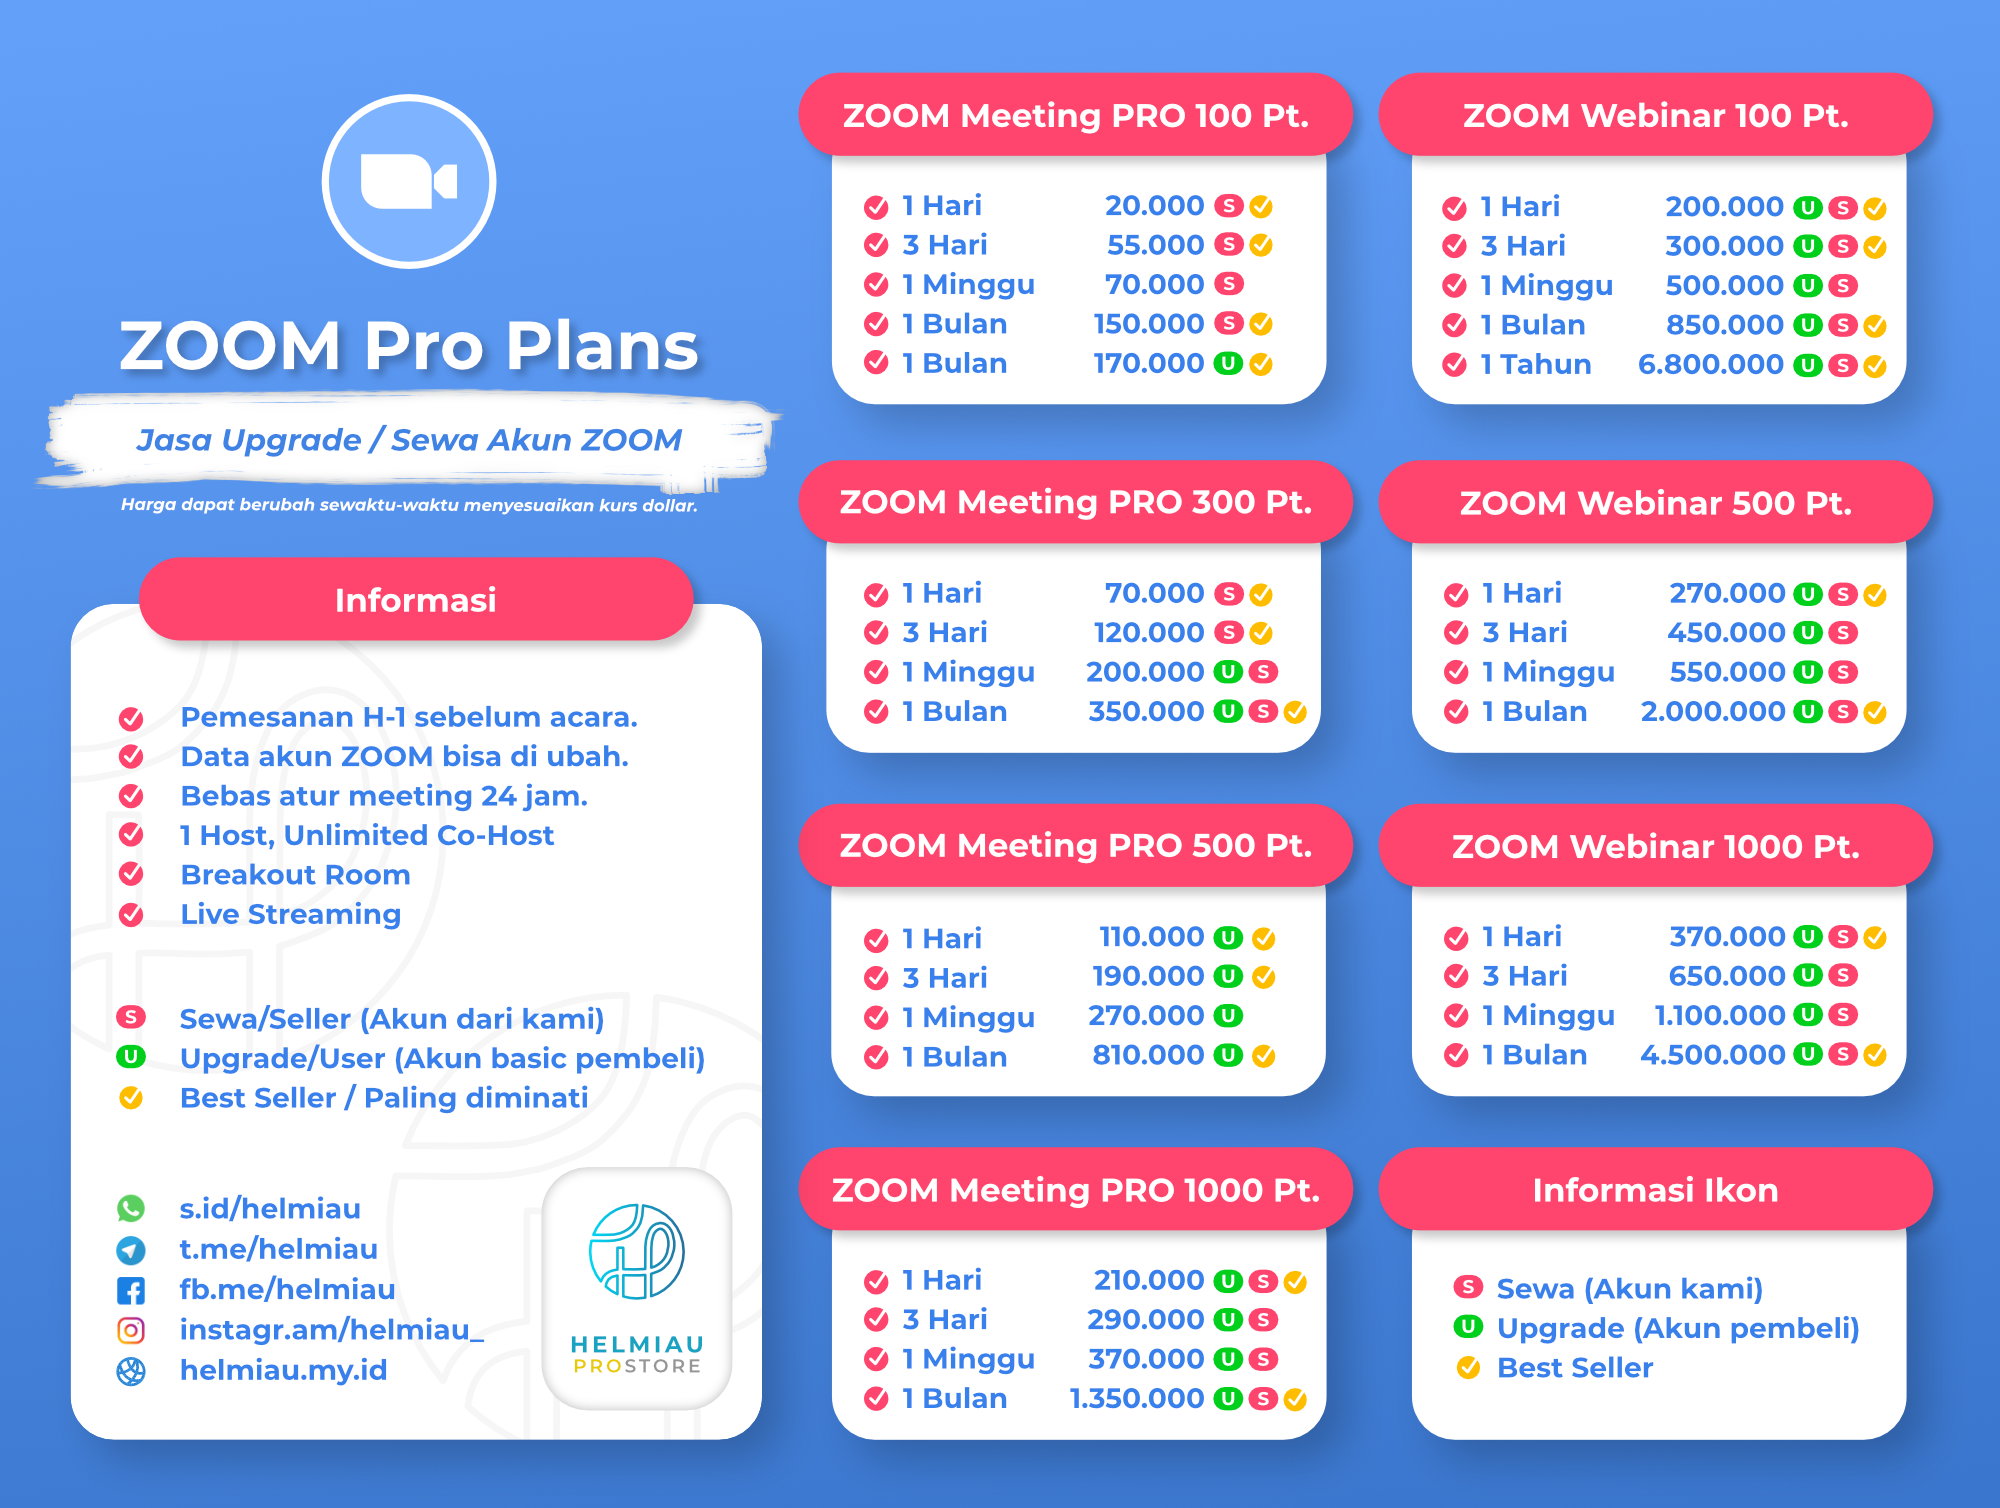 ZOOM Pro Plans
Jasa Upgrade / Sewa Akun ZOOM
Harga dapat berubah sewaktu-waktu menyesuaikan kurs dollar.
Informasi
Pemesanan H-1 sebelum acara.
Data akun ZOOM bisa di ubah.
Bebas atur meeting 24 jam.
1 Host, Unlimited Co-Host
Breakout Room
Live Streaming
S Sewa/Seller (Akun dari kami)
U Upgrade/User (Akun basic pembeli)
Best Seller / Paling diminati
s.id/helmiau
t.me/helmiau
fb.me/helmiau
instagr.am/helmiau_
helmiau.my.id
HELMIAU
PROSTORE
ZOOM Meeting PRO 100 Pt.
1 Hari 20.000 S
3 Hari 55.000 S
1 Minggu 70.000 S
1 Bulan 150.000 S
1 Bulan 170.000 U
ZOOM Meeting PRO 300 Pt.
1 Hari 70.000 S
3 Hari 120.000 S
1 Minggu 200.000 U S
1 Bulan 350.000 U S
ZOOM Meeting PRO 500 Pt.
1 Hari 110.000 U
3 Hari 190.000 U
1 Minggu 270.000 U
1 Bulan 810.000 U
ZOOM Meeting PRO 1000 Pt.
1 Hari 210.000 U S
3 Hari 290.000 U S
1 Minggu 370.000 U S
1 Bulan 1.350.000 U S
ZOOM Webinar 100 Pt.
1 Hari 200.000 U S
3 Hari 300.000 U S
1 Minggu 500.000 U S
1 Bulan 850.000 U S
1 Tahun 6.800.000 U S
ZOOM Webinar 500 Pt.
1 Hari 270.000 U S
3 Hari 450.000 U S
1 Minggu 550.000 U S
1 Bulan 2.000.000 U S
ZOOM Webinar 1000 Pt.
1 Hari 370.000 U S
3 Hari 650.000 U S
1 Minggu 1.100.000 U S
1 Bulan 4.500.000 U S
Informasi Ikon
S Sewa (Akun kami)
U Upgrade (Akun pembeli)
Best Seller